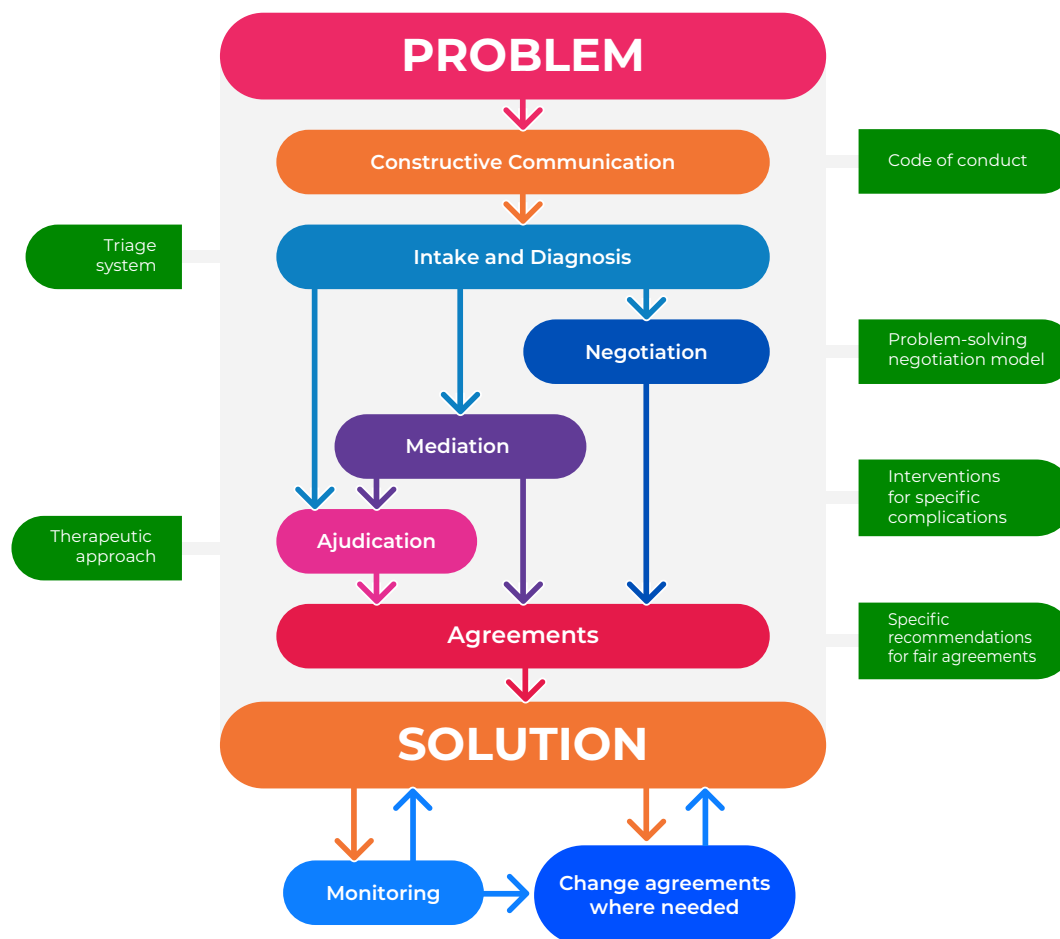 PROBLEM
Constructive Communication
Code of conduct
Triage
system
Intake and Diagnosis
Negotiation
Problem-solving
negotiation model
Mediation
Interventions
for specific
complications
Therapeutic
approach
Ajudication
Agreements
Specific
recommendations
for fair agreements
SOLUTION
Monitoring
Change agreements
where needed